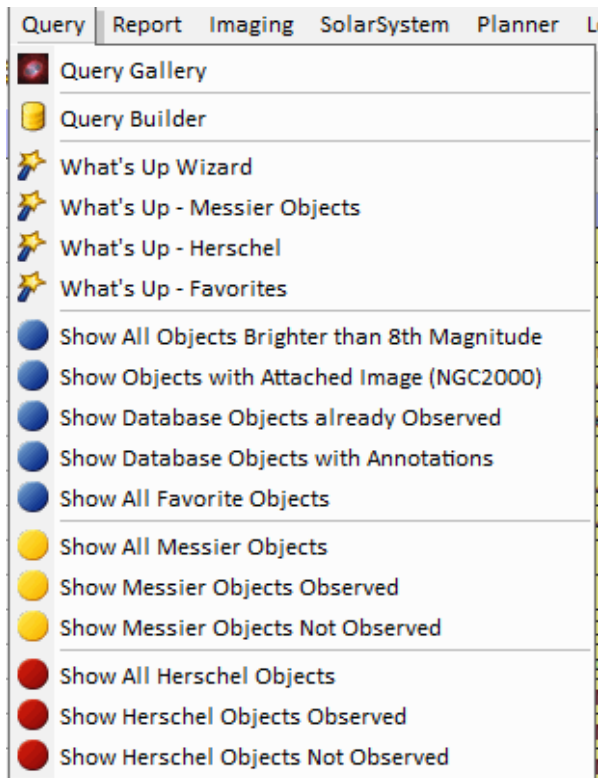 Query Report Imaging SolarSystem Planner
Query Gallery
Query Builder
What's Up Wizard
What's Up - Messier Objects
What's Up - Herschel
What's Up - Favorites
Show All Objects Brighter than 8th Magnitude
Show Objects with Attached Image (NGC2000)
Show Database Objects already Observed
Show Database Objects with Annotations
Show All Favorite Objects
Show All Messier Objects
Show Messier Objects Observed
Show Messier Objects Not Observed
Show All Herschel Objects
Show Herschel Objects Observed
Show Herschel Objects Not Observed